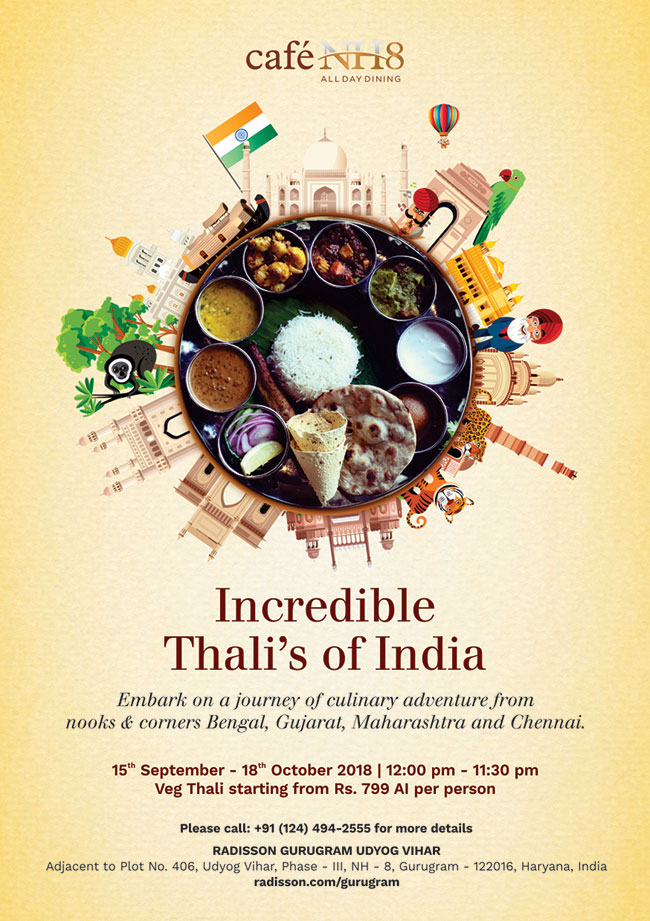 café NH8
ALL DAY DINING
Incredible
Thali's of India
Embark on a journey of culinary adventure from
nooks & corners Bengal, Gujarat, Maharashtra and Chennai.
15th September - 18th October 2018 | 12:00 pm - 11:30 pm
Veg Thali starting from Rs. 799 AI per person
Please call: +91 (124) 494-2555 for more details
RADISSON GURUGRAM UDYOG VIHAR
Adjacent to Plot No. 406, Udyog Vihar, Phase - III, NH - 8, Gurugram - 122016, Haryana, India
radisson.com/gurugram